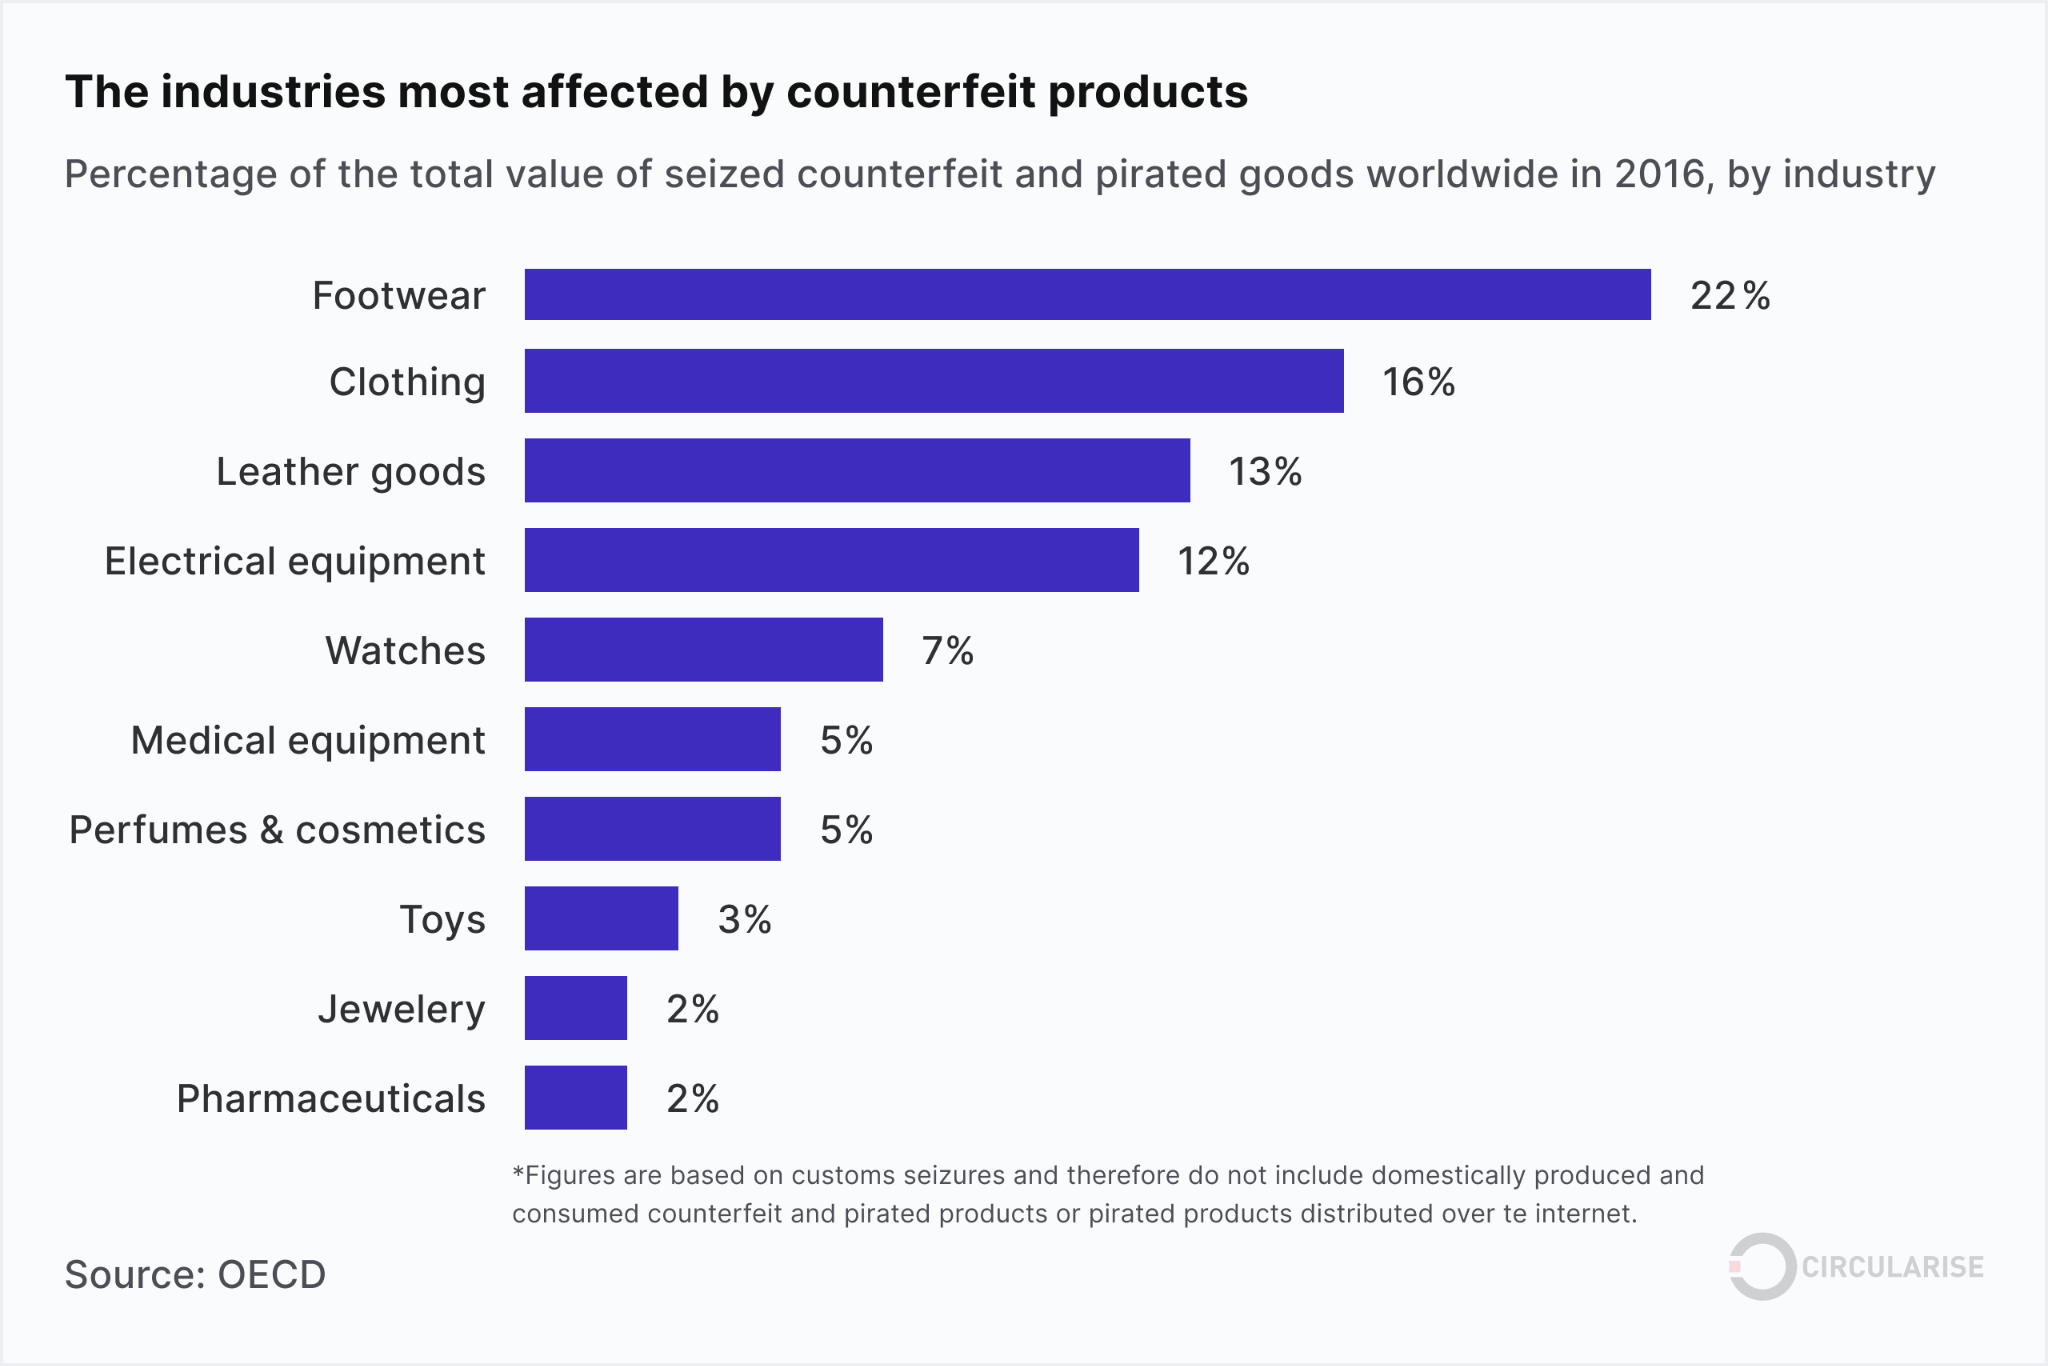 The industries most affected by counterfeit products
Percentage of the total value of seized counterfeit and pirated goods worldwide in 2016, by industry
Footwear 22%
Clothing 16%
Leather goods 13%
Electrical equipment 12%
Watches 7%
Medical equipment 5%
Perfumes & cosmetics 5%
Toys 3%
Jewelery 2%
Pharmaceuticals 2%
*Figures are based on customs seizures and therefore do not include domestically produced and
consumed counterfeit and pirated products or pirated products distributed over te internet.
Source: OECD
CIRCULARISE